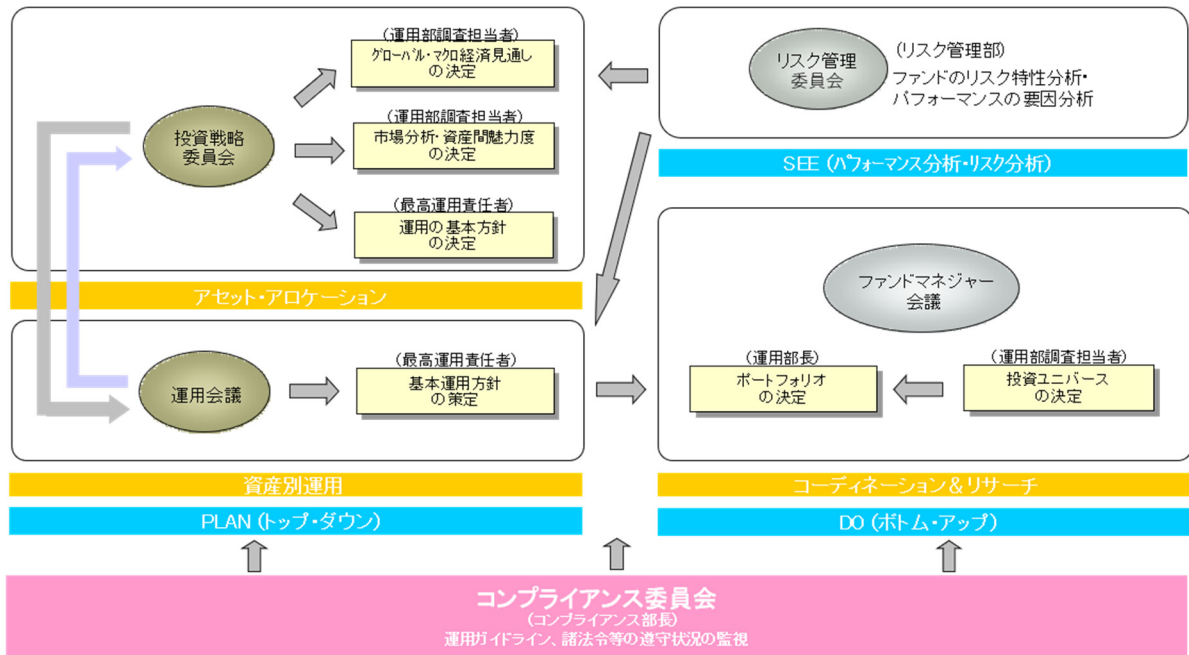 (運用部調査担当者)
グローバル・マクロ経済見通し
の決定
投資戦略
委員会
(運用部調査担当者)
市場分析・資産間魅力度
の決定
(最高運用責任者)
運用の基本方針
の決定
アセット・アロケーション
リスク管理
委員会
(リスク管理部)
ファンドのリスク特性分析・
パフォーマンスの要因分析
SEE (パフォーマンス分析・リスク分析)
運用会議
(最高運用責任者)
基本運用方針
の策定
資産別運用
PLAN (トップ・ダウン)
ファンドマネジャー
会議
(運用部長)
ポートフォリオ
の決定
(運用部調査担当者)
投資ユニバース
の決定
コーディネーション&リサーチ
DO (ボトム・アップ)
コンプライアンス委員会
(コンプライアンス部長)
運用ガイドライン、諸法令等の遵守状況の監視